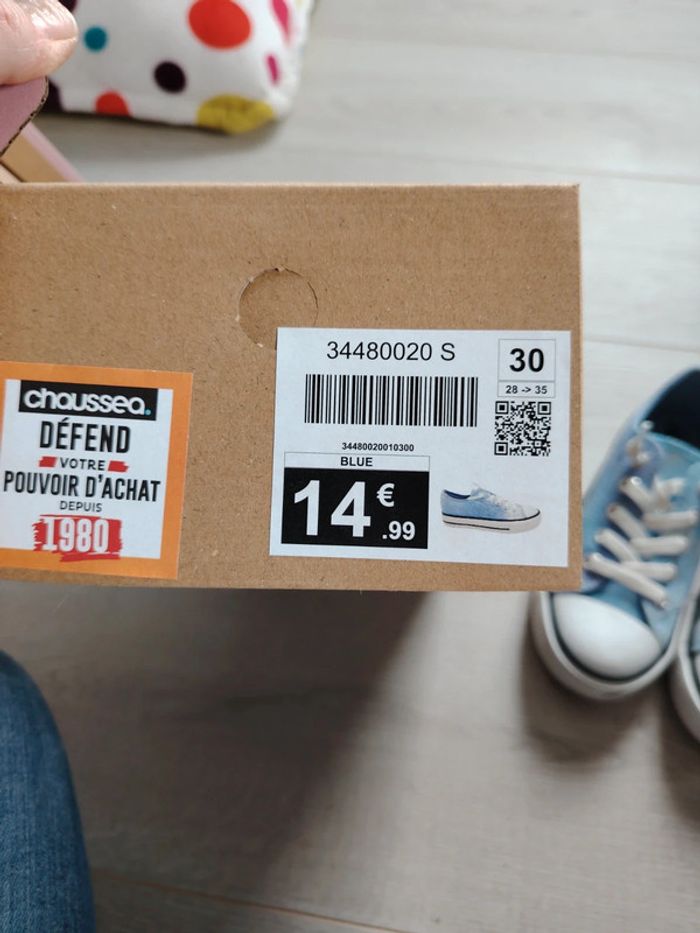 chaussea.
DÉFEND
VOTRE
POUVOIR D'ACHAT
DEPUIS
1980
34480020 S
30
28 -> 35
34480020010300
BLUE
14€.99